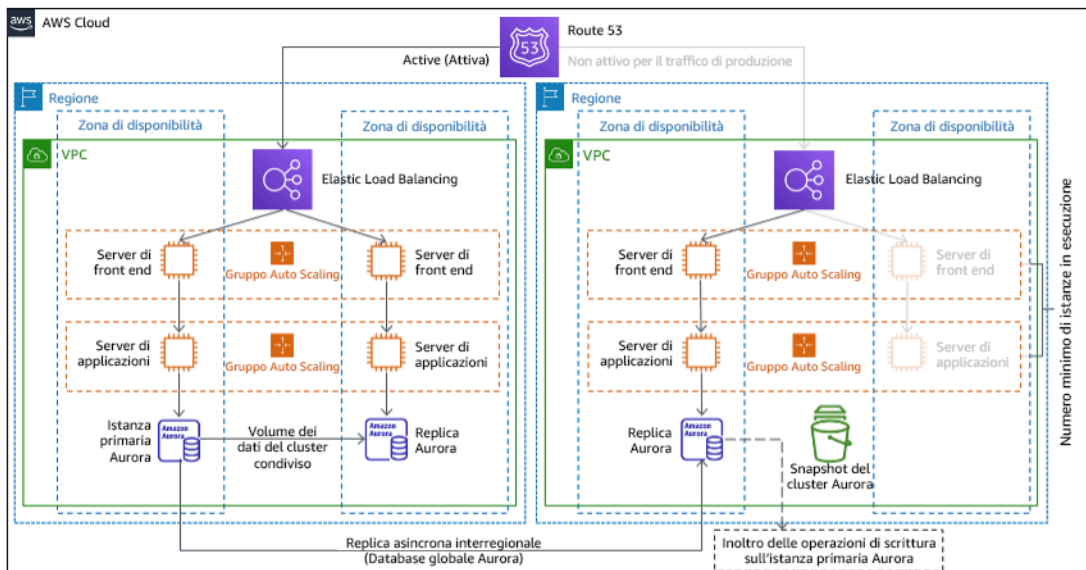 aws
AWS Cloud
Route 53
53
Active (Attiva)
Non attivo per il traffico di produzione
Regione
Zona di disponibilità
Zona di disponibilità
VPC
Elastic Load Balancing
Server di
front end
Gruppo Auto Scaling
Server di
front end
Server di
applicazioni
Gruppo Auto Scaling
Server di
applicazioni
Istanza
primaria
Aurora
Amazon
Aurora
Volume dei
dati del cluster
condiviso
Amazon
Aurora
Replica
Aurora
Regione
Zona di disponibilità
Zona di disponibilità
VPC
Elastic Load Balancing
Server di
front end
Gruppo Auto Scaling
Server di
front end
Server di
applicazioni
Gruppo Auto Scaling
Server di
applicazioni
Replica
Aurora
Amazon
Aurora
Snapshot del
cluster Aurora
Numero minimo di istanze in esecuzione
Replica asincrona interregionale
(Database globale Aurora)
Inoltro delle operazioni di scrittura
sull'istanza primaria Aurora